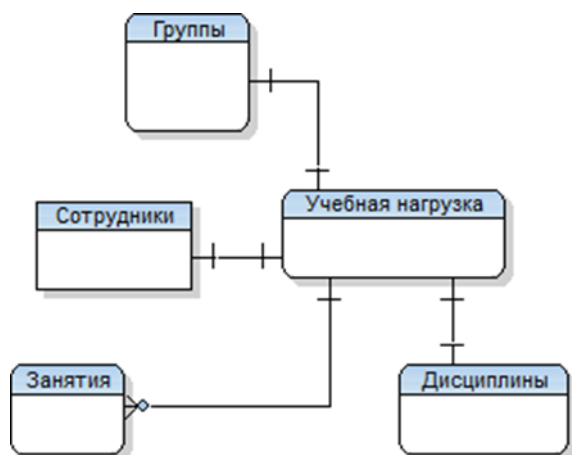 Группы
Сотрудники
Учебная нагрузка
Занятия
Дисциплины